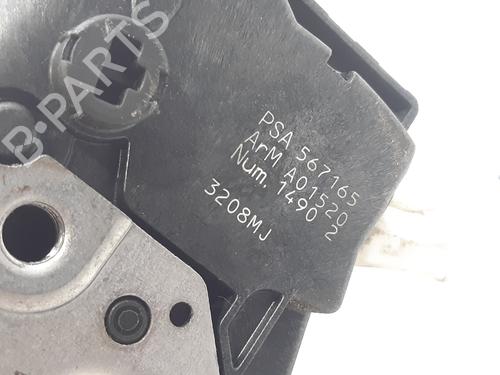 B-PARTS
PSA 567165
ArM A01520
Num. 1490 2
3208MJ